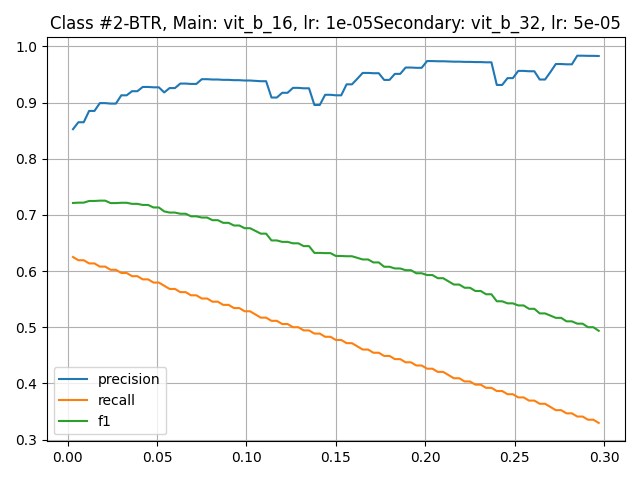 Class #2-BTR, Main: vit_b_16, lr: 1e-05Secondary: vit_b_32, lr: 5e-05
1.0
0.9
0.8
0.7
0.6
0.5
0.4
0.3
precision
recall
f1
0.00 0.05 0.10 0.15 0.20 0.25 0.30